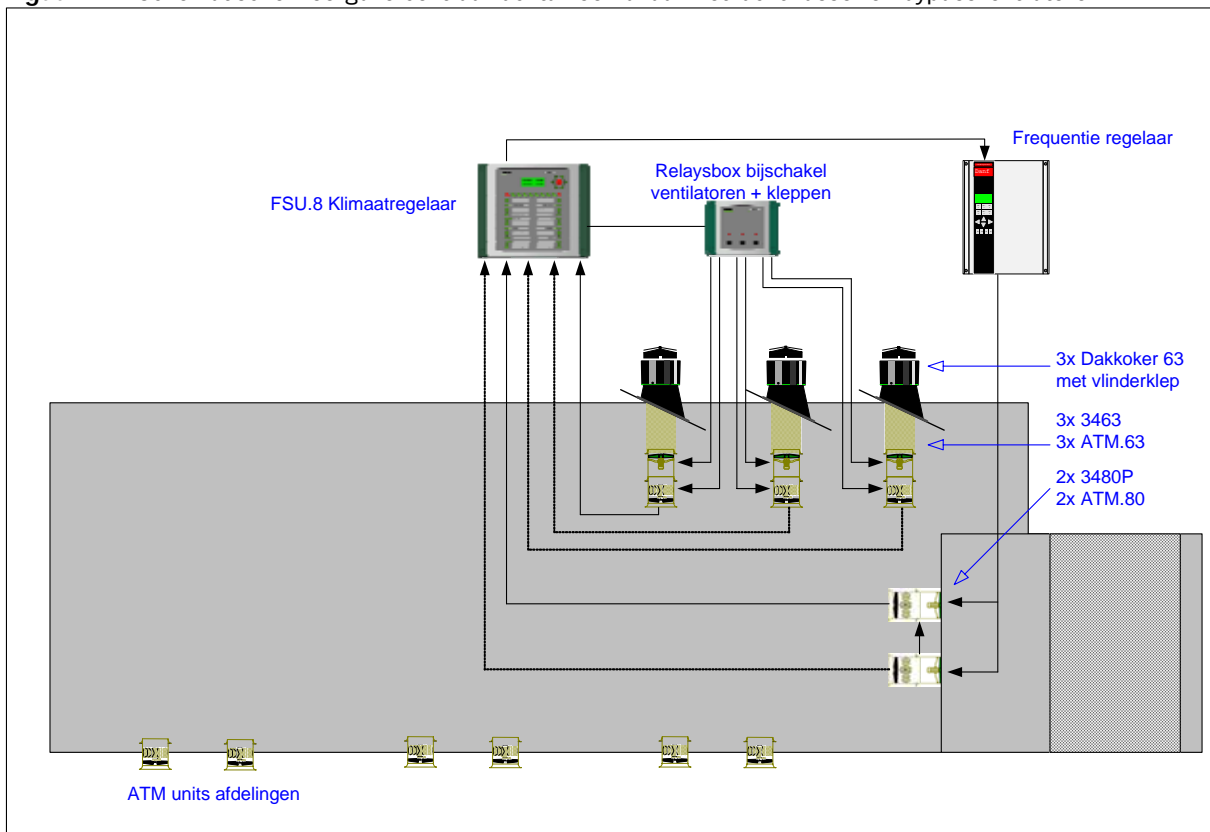 Frequentie regelaar
Relaysbox bijschakel
ventilatoren + kleppen
FSU.8 Klimaatregelaar
3x Dakkoker 63
met vlinderklep
3x 3463
3x ATM.63
2x 3480P
2x ATM.80
ATM units afdelingen